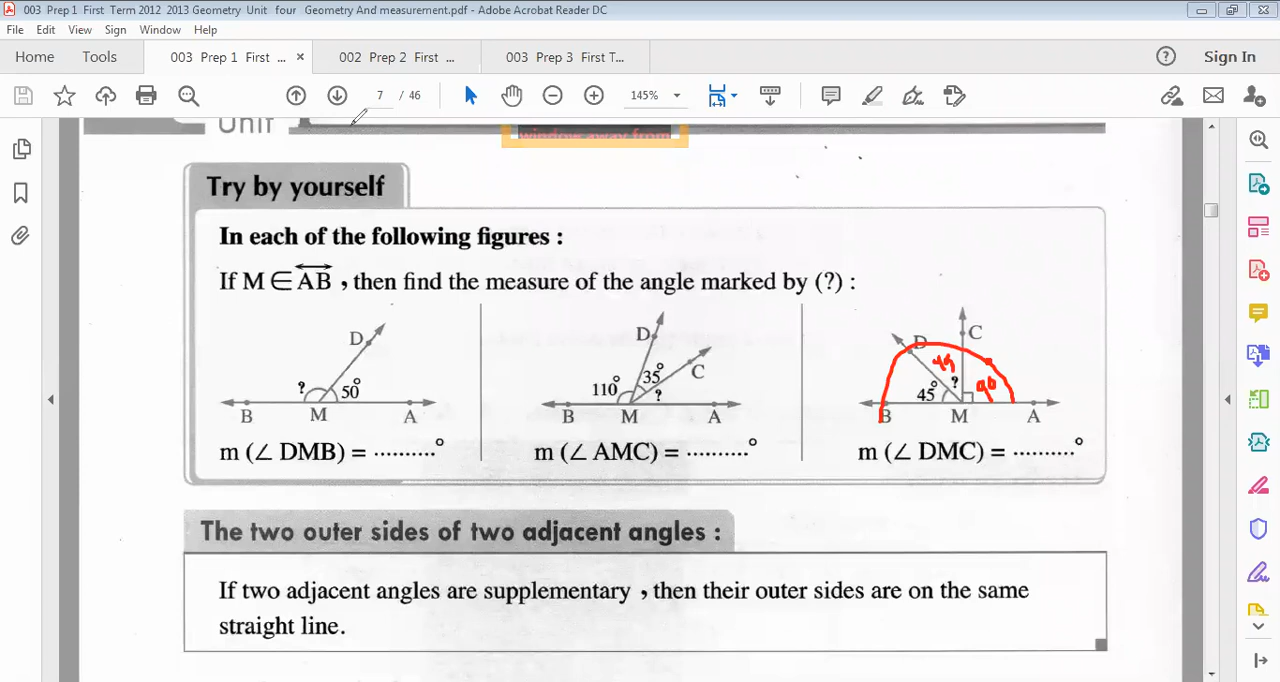 003 Prep 1 First Term 2012 2013 Geometry Unit four Geometry And measurement.pdf - Adobe Acrobat Reader DC
File Edit View Sign Window Help
Home Tools 003 Prep 1 First ... × 002 Prep 2 First ... 003 Prep 3 First T... ? Sign In
7 / 46 145%
Unit
window away from
Try by yourself
In each of the following figures :
If M ∈ AB , then find the measure of the angle marked by (?) :
D ? 50° B M A
D 110° 35° C ? B M A
D C 45° ? 90 B M A
m (∠ DMB) = ..........°
m (∠ AMC) = ..........°
m (∠ DMC) = ..........°
The two outer sides of two adjacent angles :
If two adjacent angles are supplementary , then their outer sides are on the same
straight line.